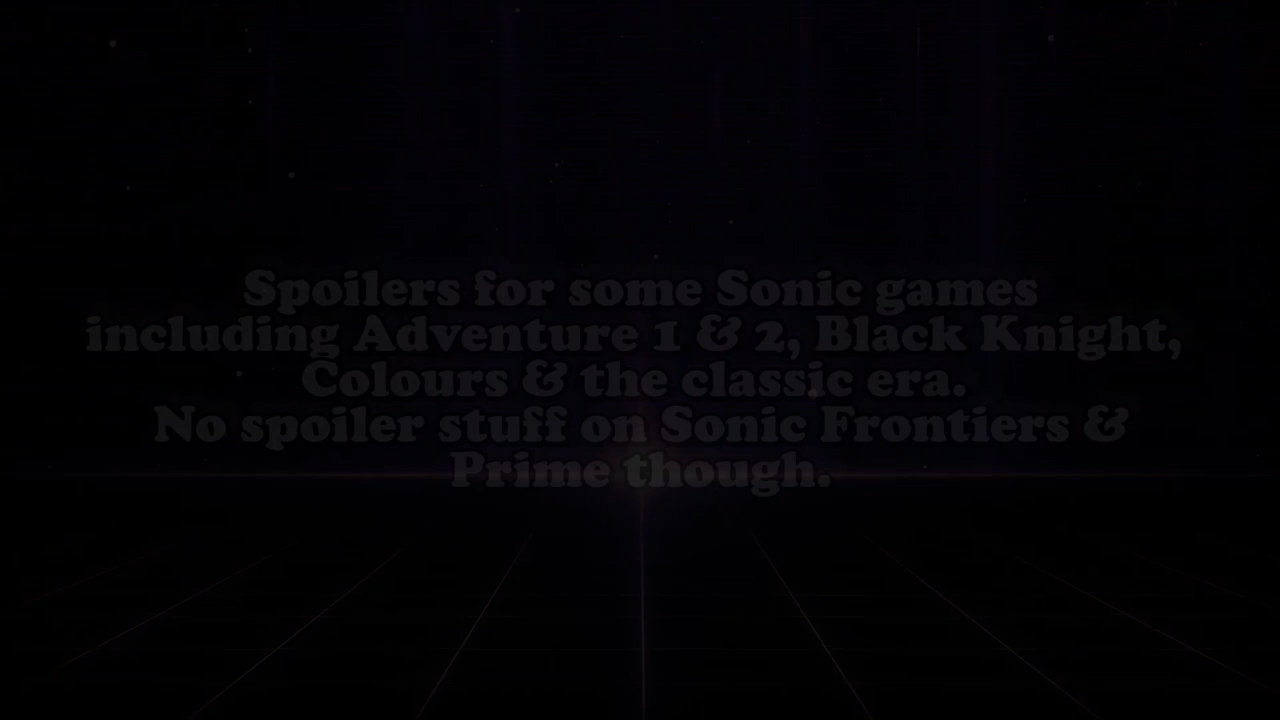 Spoilers for some Sonic games
including Adventure 1 & 2, Black Knight,
Colours & the classic era.
No spoiler stuff on Sonic Frontiers &
Prime though.